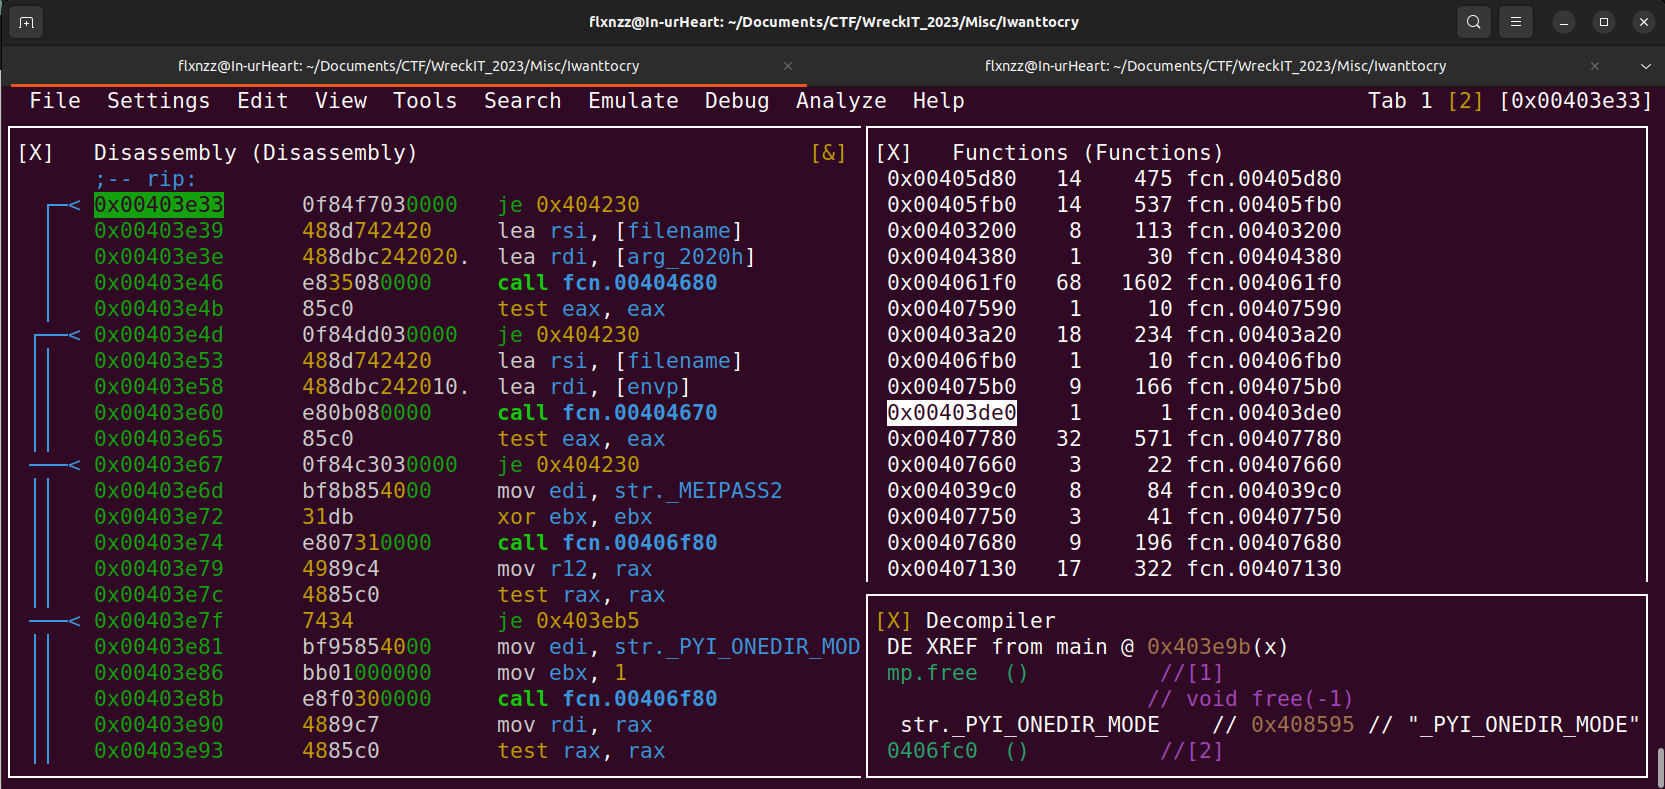 flxnzz@In-urHeart: ~/Documents/CTF/WreckIT_2023/Misc/Iwanttocry
flxnzz@In-urHeart: ~/Documents/CTF/WreckIT_2023/Misc/Iwanttocry × flxnzz@In-urHeart: ~/Documents/CTF/WreckIT_2023/Misc/Iwanttocry ×
File Settings Edit View Tools Search Emulate Debug Analyze Help Tab 1 [2] [0x00403e33]
[X] Disassembly (Disassembly) [&]
;-- rip:
0x00403e33 0f84f7030000 je 0x404230
0x00403e39 488d742420 lea rsi, [filename]
0x00403e3e 488dbc242020. lea rdi, [arg_2020h]
0x00403e46 e835080000 call fcn.00404680
0x00403e4b 85c0 test eax, eax
0x00403e4d 0f84dd030000 je 0x404230
0x00403e53 488d742420 lea rsi, [filename]
0x00403e58 488dbc242010. lea rdi, [envp]
0x00403e60 e80b080000 call fcn.00404670
0x00403e65 85c0 test eax, eax
0x00403e67 0f84c3030000 je 0x404230
0x00403e6d bf8b854000 mov edi, str._MEIPASS2
0x00403e72 31db xor ebx, ebx
0x00403e74 e807310000 call fcn.00406f80
0x00403e79 4989c4 mov r12, rax
0x00403e7c 4885c0 test rax, rax
0x00403e7f 7434 je 0x403eb5
0x00403e81 bf95854000 mov edi, str._PYI_ONEDIR_MOD
0x00403e86 bb01000000 mov ebx, 1
0x00403e8b e8f0300000 call fcn.00406f80
0x00403e90 4889c7 mov rdi, rax
0x00403e93 4885c0 test rax, rax
[X] Functions (Functions)
0x00405d80 14 475 fcn.00405d80
0x00405fb0 14 537 fcn.00405fb0
0x00403200 8 113 fcn.00403200
0x00404380 1 30 fcn.00404380
0x004061f0 68 1602 fcn.004061f0
0x00407590 1 10 fcn.00407590
0x00403a20 18 234 fcn.00403a20
0x00406fb0 1 10 fcn.00406fb0
0x004075b0 9 166 fcn.004075b0
0x00403de0 1 1 fcn.00403de0
0x00407780 32 571 fcn.00407780
0x00407660 3 22 fcn.00407660
0x004039c0 8 84 fcn.004039c0
0x00407750 3 41 fcn.00407750
0x00407680 9 196 fcn.00407680
0x00407130 17 322 fcn.00407130
[X] Decompiler
DE XREF from main @ 0x403e9b(x)
mp.free () //[1]
// void free(-1)
str._PYI_ONEDIR_MODE // 0x408595 // "_PYI_ONEDIR_MODE"
0406fc0 () //[2]